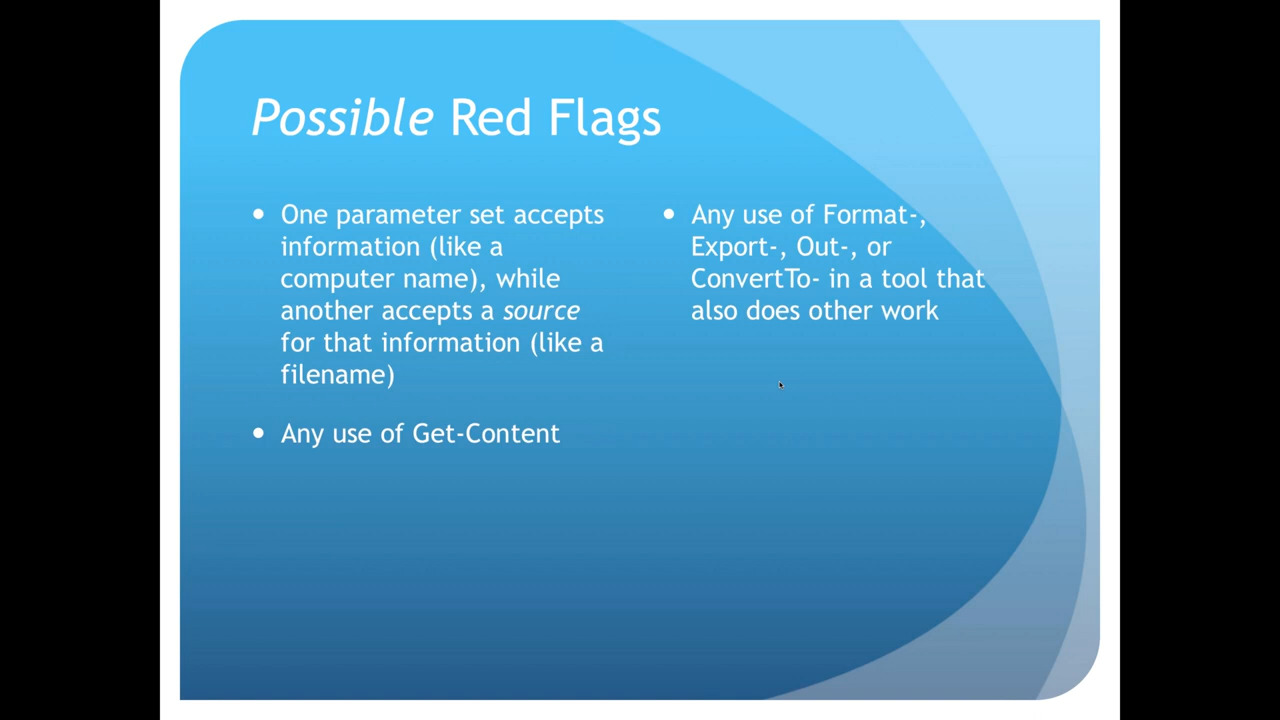 Possible Red Flags
One parameter set accepts
information (like a
computer name), while
another accepts a source
for that information (like a
filename)
Any use of Get-Content
Any use of Format-,
Export-, Out-, or
ConvertTo- in a tool that
also does other work